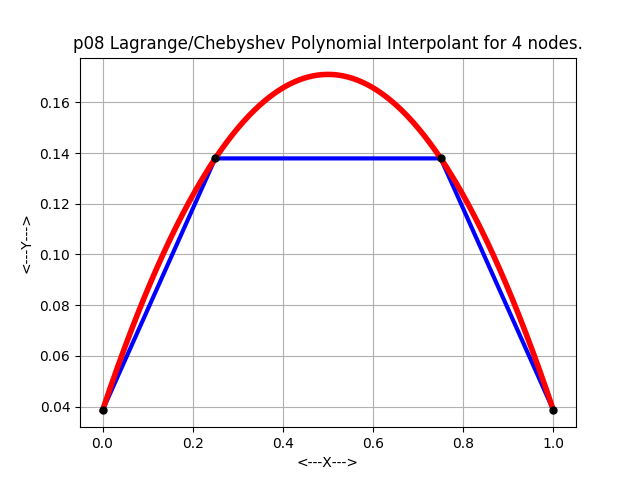 p08 Lagrange/Chebyshev Polynomial Interpolant for 4 nodes.
0.16
0.14
0.12
0.10
0.08
0.06
0.04
<---Y--->
0.0 0.2 0.4 0.6 0.8 1.0
<---X--->